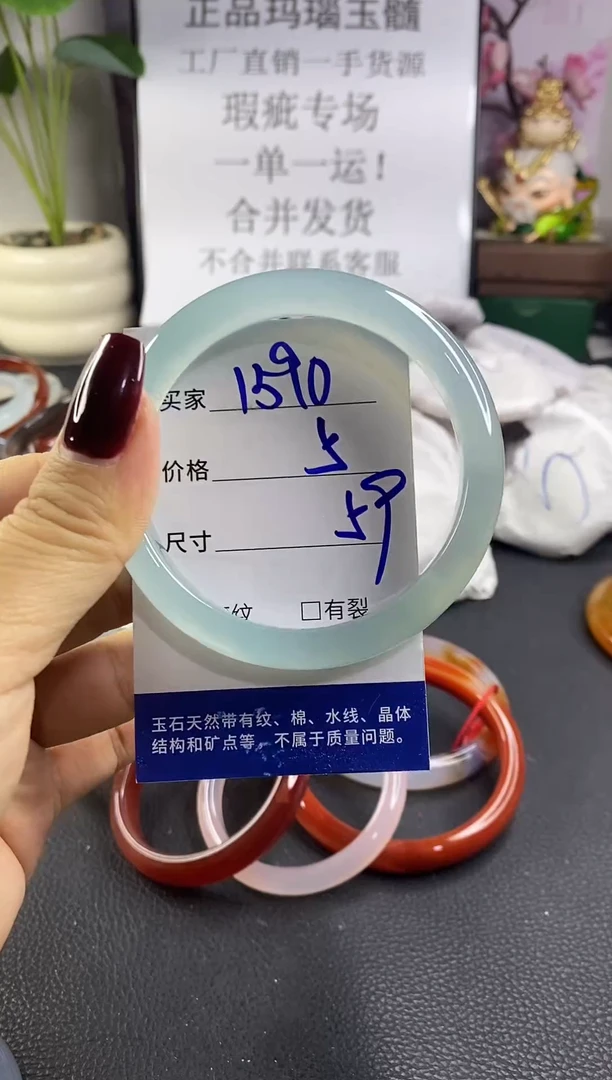 正品玛瑙玉髓
工厂直销一手货源
瑕疵专场
一单一运！
合并发货
不合并联系客服
买家 1590
价格 5
尺寸 59
纹 □有裂
玉石天然带有纹、棉、水线、晶体
结构和矿点等，不属于质量问题。